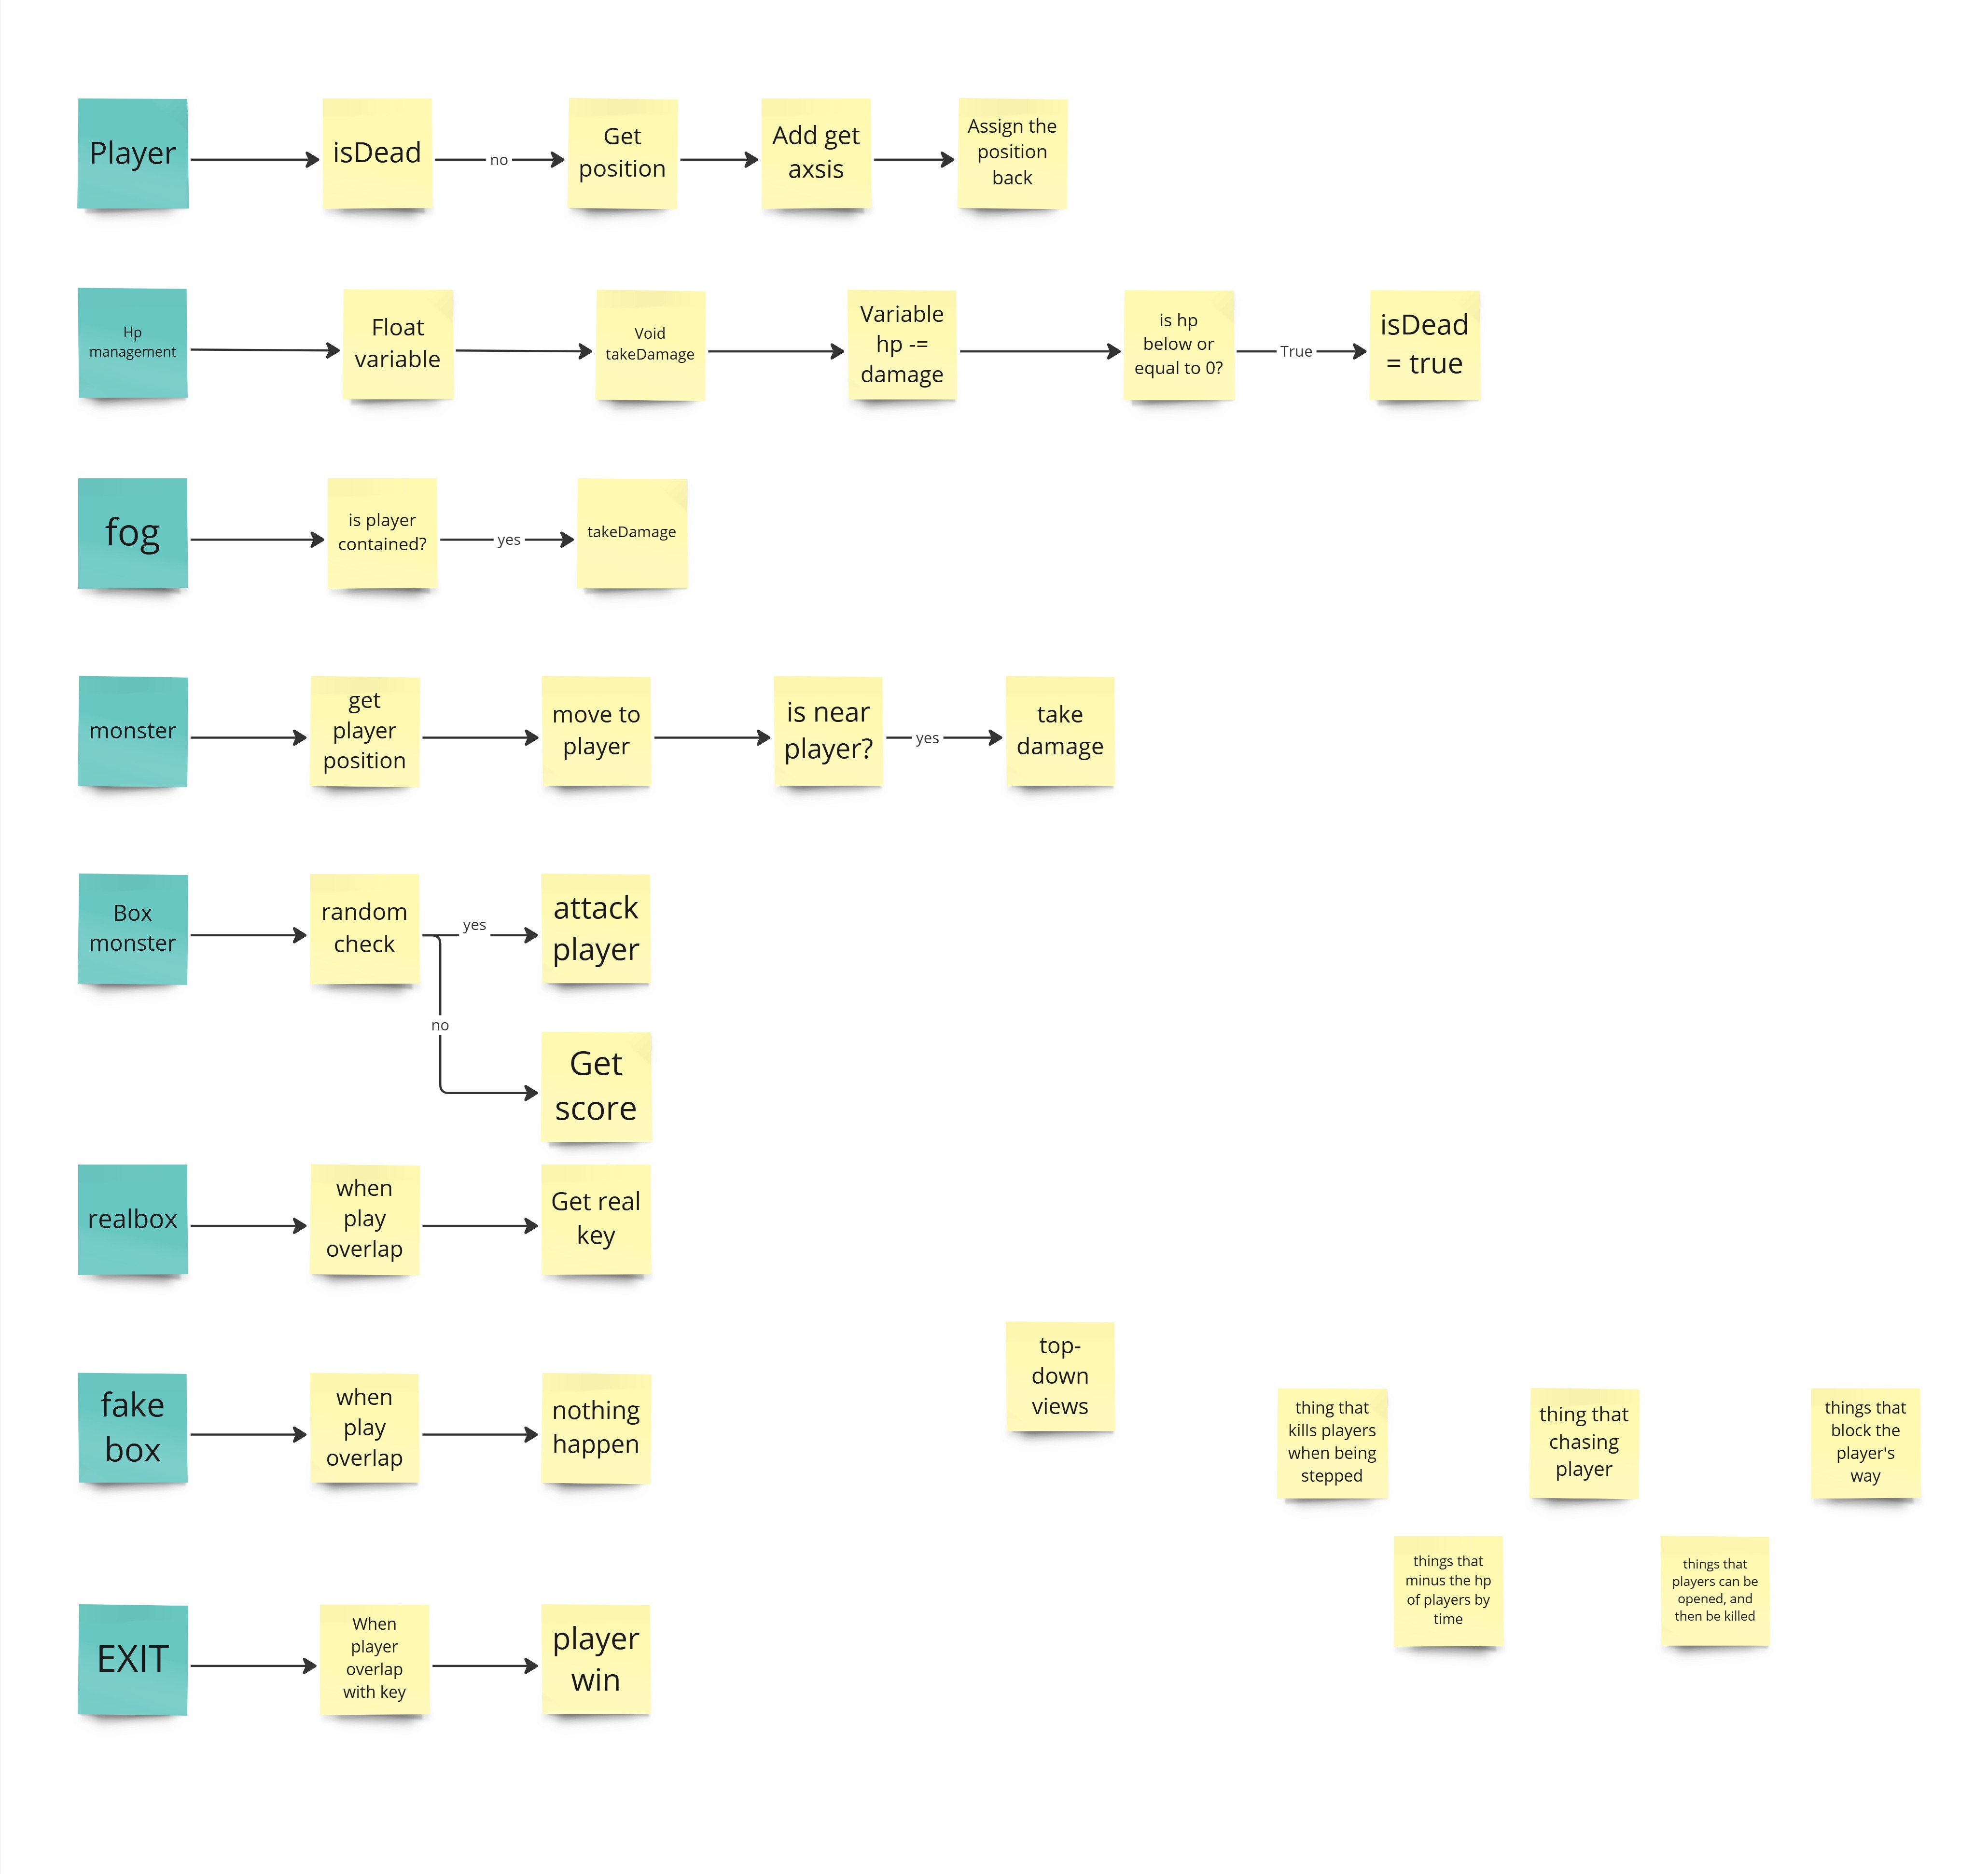 Player
isDead
no
Get
position
Add get
axsis
Assign the
position
back
Hp
management
Float
variable
Void
takeDamage
Variable
hp -=
damage
is hp
below or
equal to 0?
True
isDead
= true
fog
is player
contained?
yes
takeDamage
monster
get
player
position
move to
player
is near
player?
yes
take
damage
Box
monster
random
check
yes
attack
player
no
Get
score
realbox
when
play
overlap
Get real
key
top-
down
views
fake
box
when
play
overlap
nothing
happen
thing that
kills players
when being
stepped
thing that
chasing
player
things that
block the
player's
way
things that
minus the hp
of players by
time
things that
players can be
opened, and
then be killed
EXIT
When
player
overlap
with key
player
win